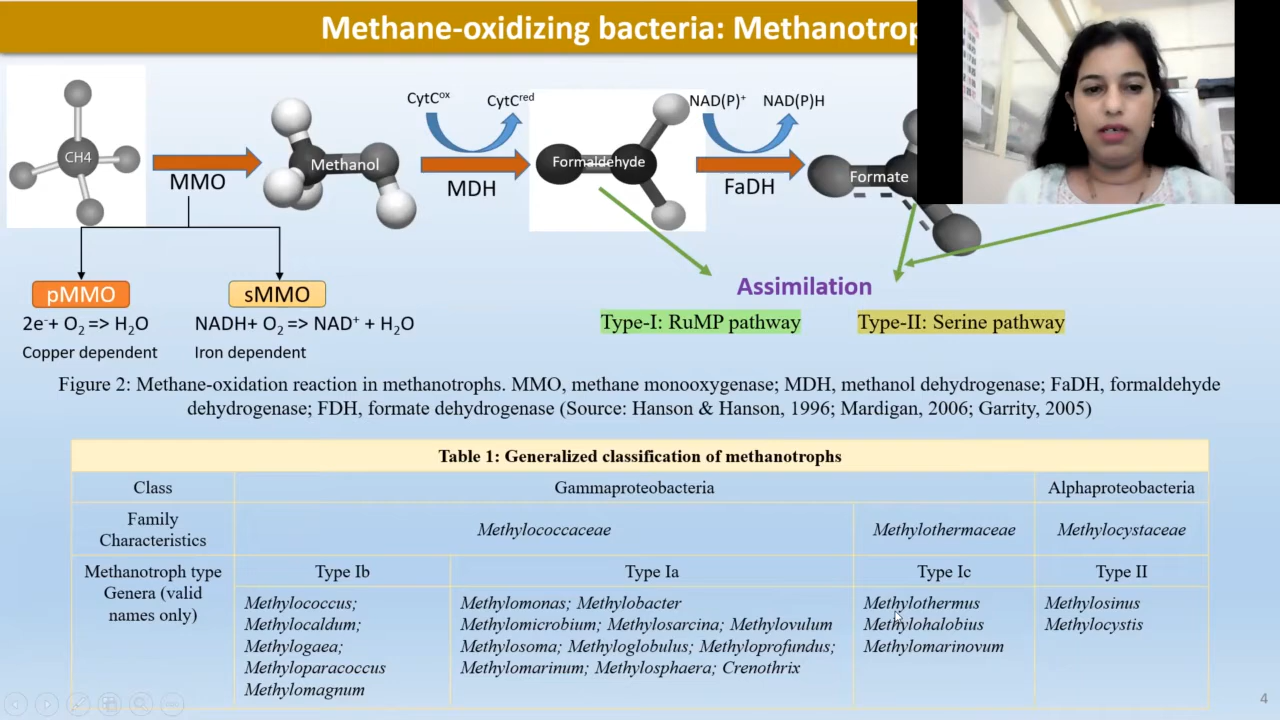 Methane-oxidizing bacteria: Methanotrop
CH4
MMO
Methanol
CytCᵒˣ
CytCʳᵉᵈ
MDH
Formaldehyde
NAD(P)⁺
NAD(P)H
FaDH
Formate
pMMO
sMMO
2e⁻+ O₂ => H₂O
NADH+ O₂ => NAD⁺ + H₂O
Copper dependent
Iron dependent
Assimilation
Type-I: RuMP pathway
Type-II: Serine pathway
Figure 2: Methane-oxidation reaction in methanotrophs. MMO, methane monooxygenase; MDH, methanol dehydrogenase; FaDH, formaldehyde
dehydrogenase; FDH, formate dehydrogenase (Source: Hanson & Hanson, 1996; Mardigan, 2006; Garrity, 2005)
Table 1: Generalized classification of methanotrophs
Class
Gammaproteobacteria
Alphaproteobacteria
Family
Characteristics
Methylococcaceae
Methylothermaceae
Methylocystaceae
Methanotroph type
Genera (valid
names only)
Type Ib
Type Ia
Type Ic
Type II
Methylococcus;
Methylocaldum;
Methylogaea;
Methyloparacoccus
Methylomagnum
Methylomonas; Methylobacter
Methylomicrobium; Methylosarcina; Methylovulum
Methylosoma; Methyloglobulus; Methyloprofundus;
Methylomarinum; Methylosphaera; Crenothrix
Methylothermus
Methylohalobius
Methylomarinovum
Methylosinus
Methylocystis
4